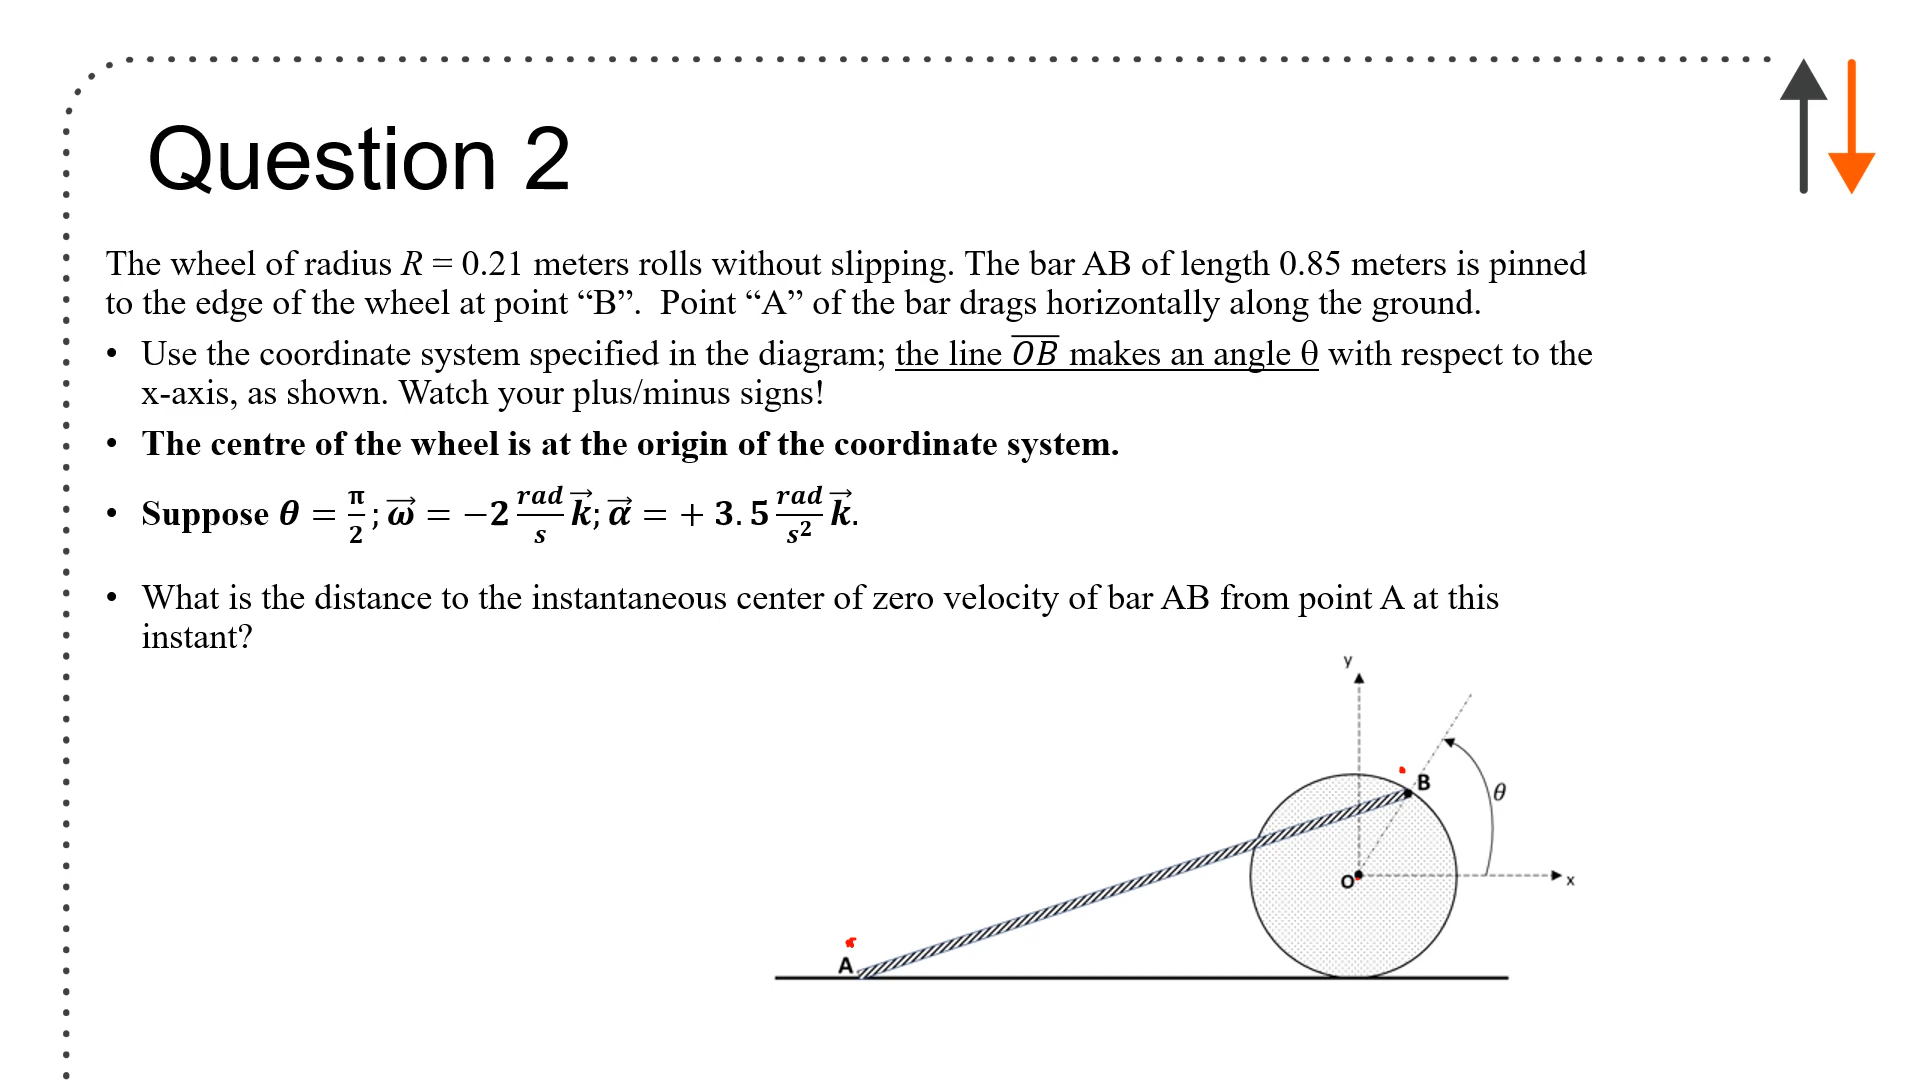 Question 2
The wheel of radius R = 0.21 meters rolls without slipping. The bar AB of length 0.85 meters is pinned
to the edge of the wheel at point “B”.  Point “A” of the bar drags horizontally along the ground.
• Use the coordinate system specified in the diagram; the line \overline{OB} makes an angle θ with respect to the
x-axis, as shown. Watch your plus/minus signs!
• The centre of the wheel is at the origin of the coordinate system.
• Suppose θ = π/2; ω⃗ = −2 rad/s k⃗; α⃗ = + 3.5 rad/s² k⃗.
• What is the distance to the instantaneous center of zero velocity of bar AB from point A at this
instant?
y
B
θ
O
x
A